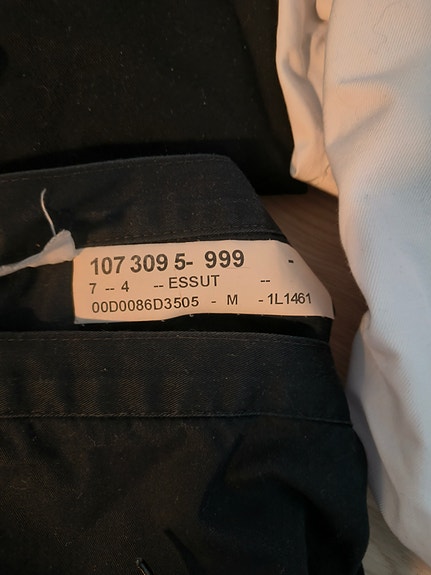 107 309 5- 999 -
7 -- 4 -- ESSUT --
00D0086D3505 - M - 1L1461